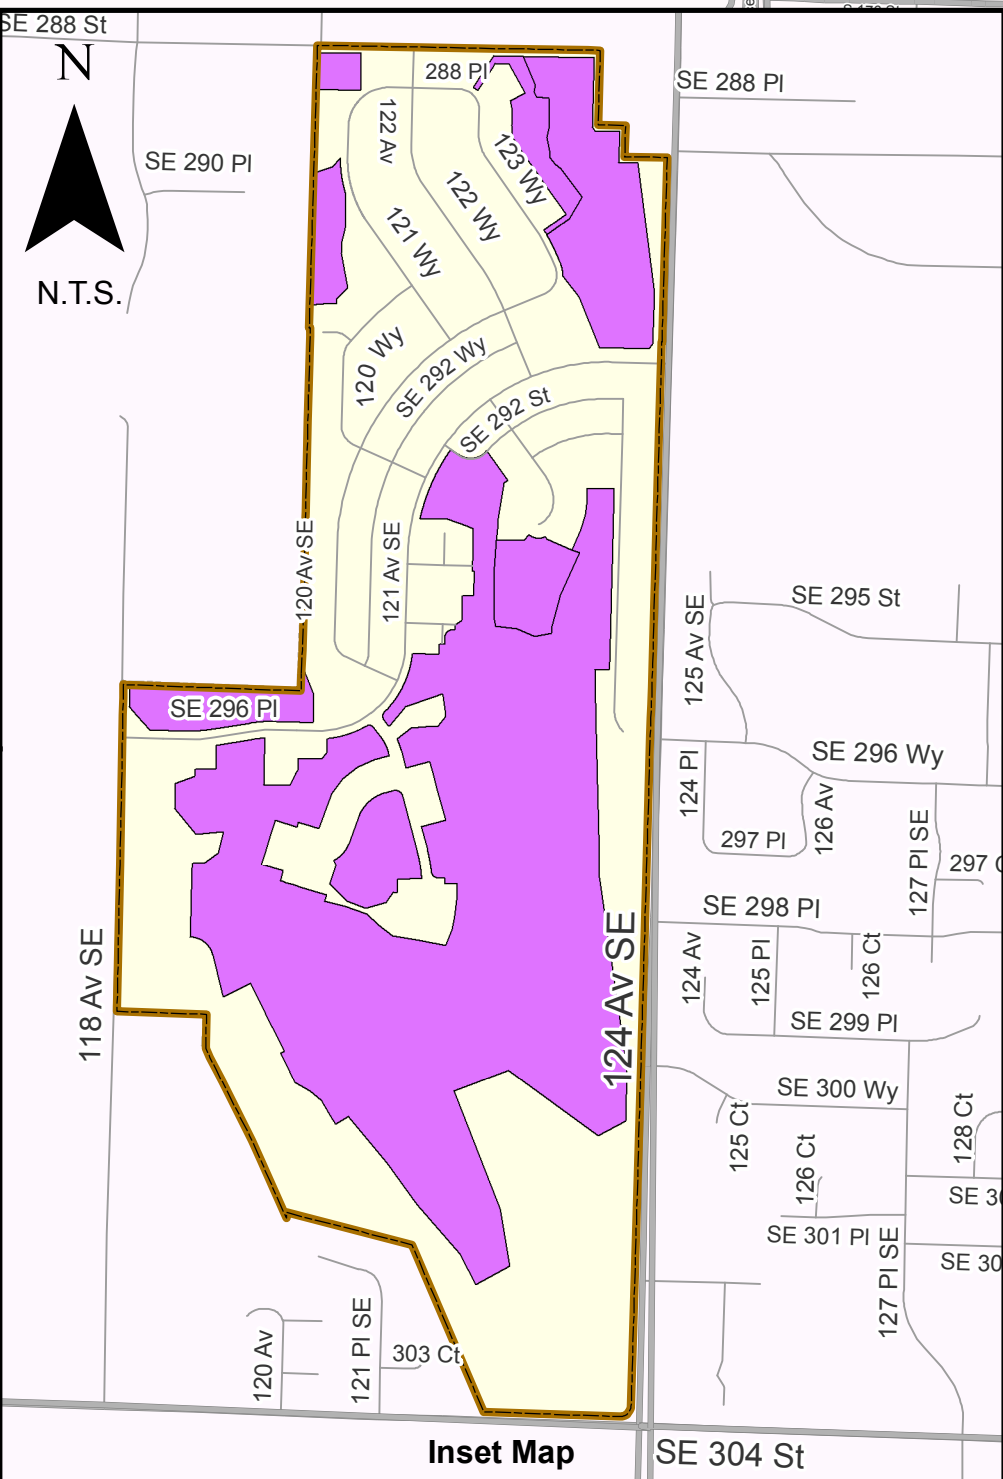 SE 288 St
N
N.T.S.
288 Pl
SE 288 Pl
122 Av
123 Wy
SE 290 Pl
122 Wy
121 Wy
120 Wy
SE 292 Wy
SE 292 St
120 Av SE
121 Av SE
SE 295 St
125 Av SE
SE 296 Pl
SE 296 Wy
124 Pl
126 Av
297 Pl
127 Pl SE
297
SE 298 Pl
118 Av SE
124 Av SE
124 Av
125 Pl
126 Ct
SE 299 Pl
SE 300 Wy
125 Ct
128 Ct
126 Ct
SE 30
SE 301 Pl
127 Pl SE
SE 30
120 Av
121 Pl SE
303 Ct
Inset Map
SE 304 St